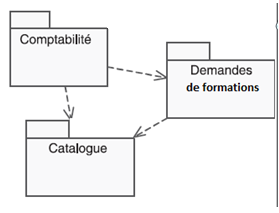 Comptabilité
Demandes
de formations
Catalogue